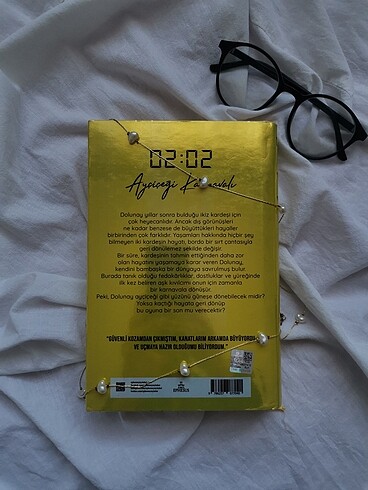 02:02
Ayçiçeği Karnavalı
Dolunay yıllar sonra bulduğu ikiz kardeşi için
çok heyecanlıdır. Ancak dış görünüşleri
ne kadar benzese de büyüttükleri hayaller
birbirinden çok farklıdır. Yaşamları hakkında hiçbir şey
bilmeyen iki kardeşin hayatı, bordo bir sırt çantasıyla
geri dönülemez şekilde değişir.
Bir süre, kardeşinin tahmin ettiğinden daha zor
olan hayatını yaşamaya karar veren Dolunay,
kendini bambaşka bir dünyaya savrulmuş bulur.
Burada tanık olduğu fedakârlıklar, dostluklar ve yüreğinde
ilk kez beliren aşk kıvılcımı onun için zamanla
bir karnavala dönüşür.
Peki, Dolunay ayçiçeği gibi yüzünü güneşe dönebilecek midir?
Yoksa kaçtığı hayata geri dönüp
bu oyuna bir son mu verecektir?
"GÜVENLİ KOZAMDAN ÇIKMIŞTIM, KANATLARIM ARKAMDA BÜYÜYORDU
VE UÇMAYA HAZIR OLDUĞUMU BİLİYORDUM."
EPHESUS